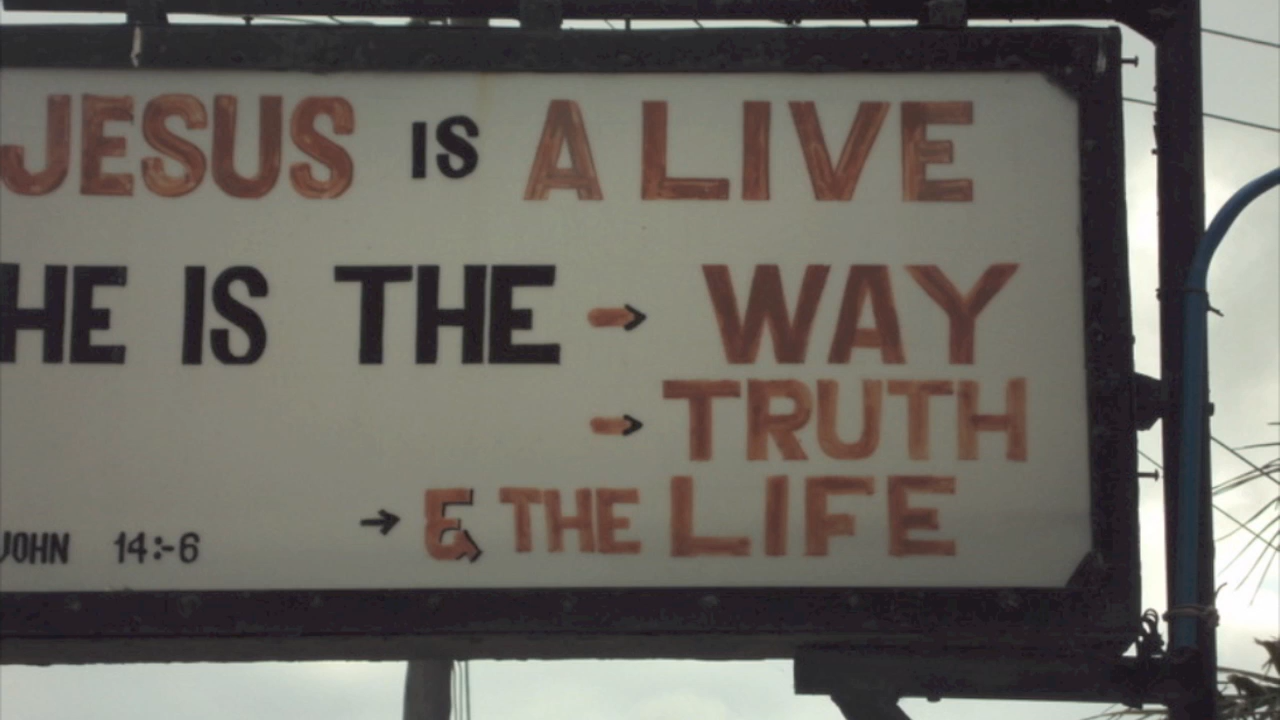 JESUS IS ALIVE
HE IS THE → WAY
→ TRUTH
JOHN 14:-6 → & THE LIFE